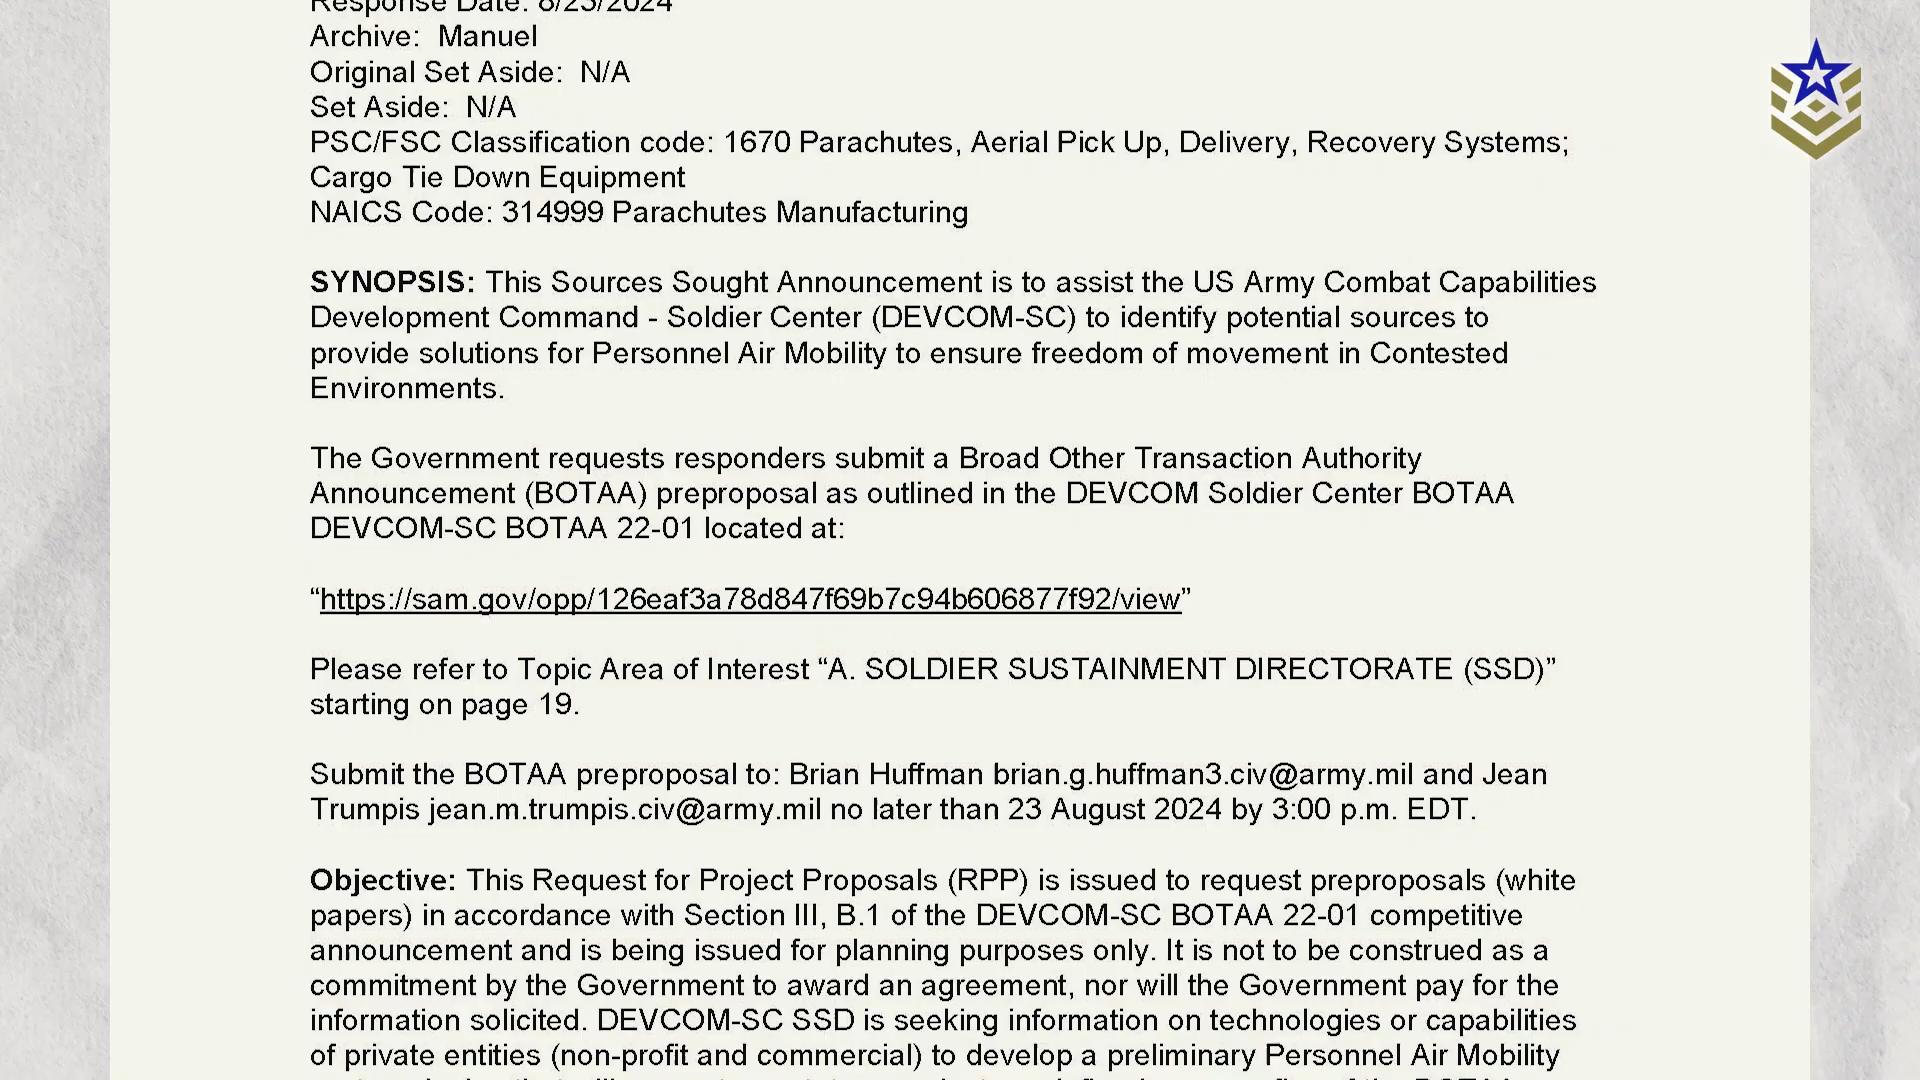 Response Date: 8/23/2024
Archive:  Manuel
Original Set Aside:  N/A
Set Aside:  N/A
PSC/FSC Classification code: 1670 Parachutes, Aerial Pick Up, Delivery, Recovery Systems;
Cargo Tie Down Equipment
NAICS Code: 314999 Parachutes Manufacturing
SYNOPSIS: This Sources Sought Announcement is to assist the US Army Combat Capabilities
Development Command - Soldier Center (DEVCOM-SC) to identify potential sources to
provide solutions for Personnel Air Mobility to ensure freedom of movement in Contested
Environments.
The Government requests responders submit a Broad Other Transaction Authority
Announcement (BOTAA) preproposal as outlined in the DEVCOM Soldier Center BOTAA
DEVCOM-SC BOTAA 22-01 located at:
“https://sam.gov/opp/126eaf3a78d847f69b7c94b606877f92/view”
Please refer to Topic Area of Interest “A. SOLDIER SUSTAINMENT DIRECTORATE (SSD)”
starting on page 19.
Submit the BOTAA preproposal to: Brian Huffman brian.g.huffman3.civ@army.mil and Jean
Trumpis jean.m.trumpis.civ@army.mil no later than 23 August 2024 by 3:00 p.m. EDT.
Objective: This Request for Project Proposals (RPP) is issued to request preproposals (white
papers) in accordance with Section III, B.1 of the DEVCOM-SC BOTAA 22-01 competitive
announcement and is being issued for planning purposes only. It is not to be construed as a
commitment by the Government to award an agreement, nor will the Government pay for the
information solicited. DEVCOM-SC SSD is seeking information on technologies or capabilities
of private entities (non-profit and commercial) to develop a preliminary Personnel Air Mobility